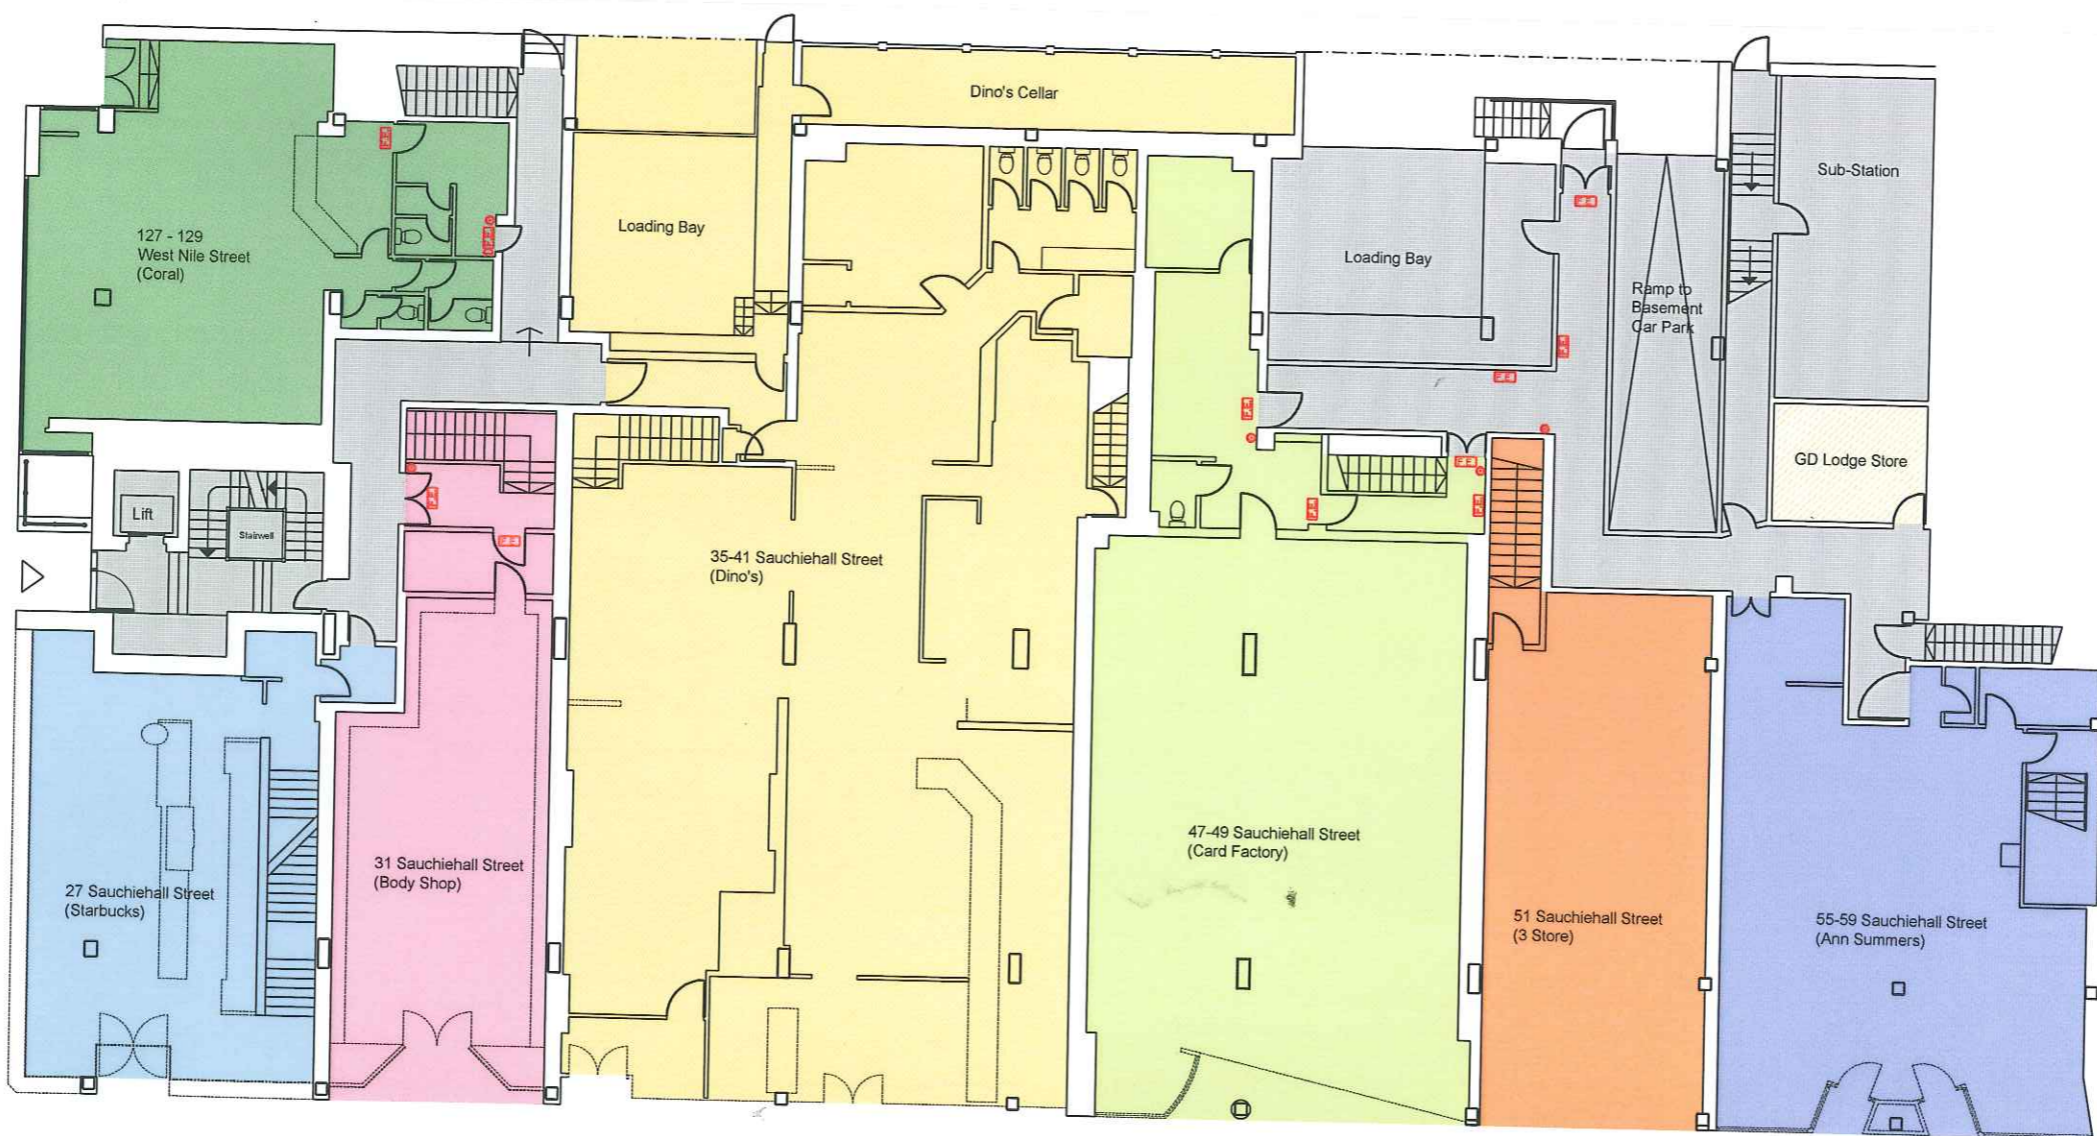 Dino's Cellar
Sub-Station
127 - 129
West Nile Street
(Coral)
Loading Bay
Loading Bay
Ramp to
Basement
Car Park
GD Lodge Store
Lift
Stairwell
35-41 Sauchiehall Street
(Dino's)
47-49 Sauchiehall Street
(Card Factory)
31 Sauchiehall Street
(Body Shop)
27 Sauchiehall Street
(Starbucks)
51 Sauchiehall Street
(3 Store)
55-59 Sauchiehall Street
(Ann Summers)